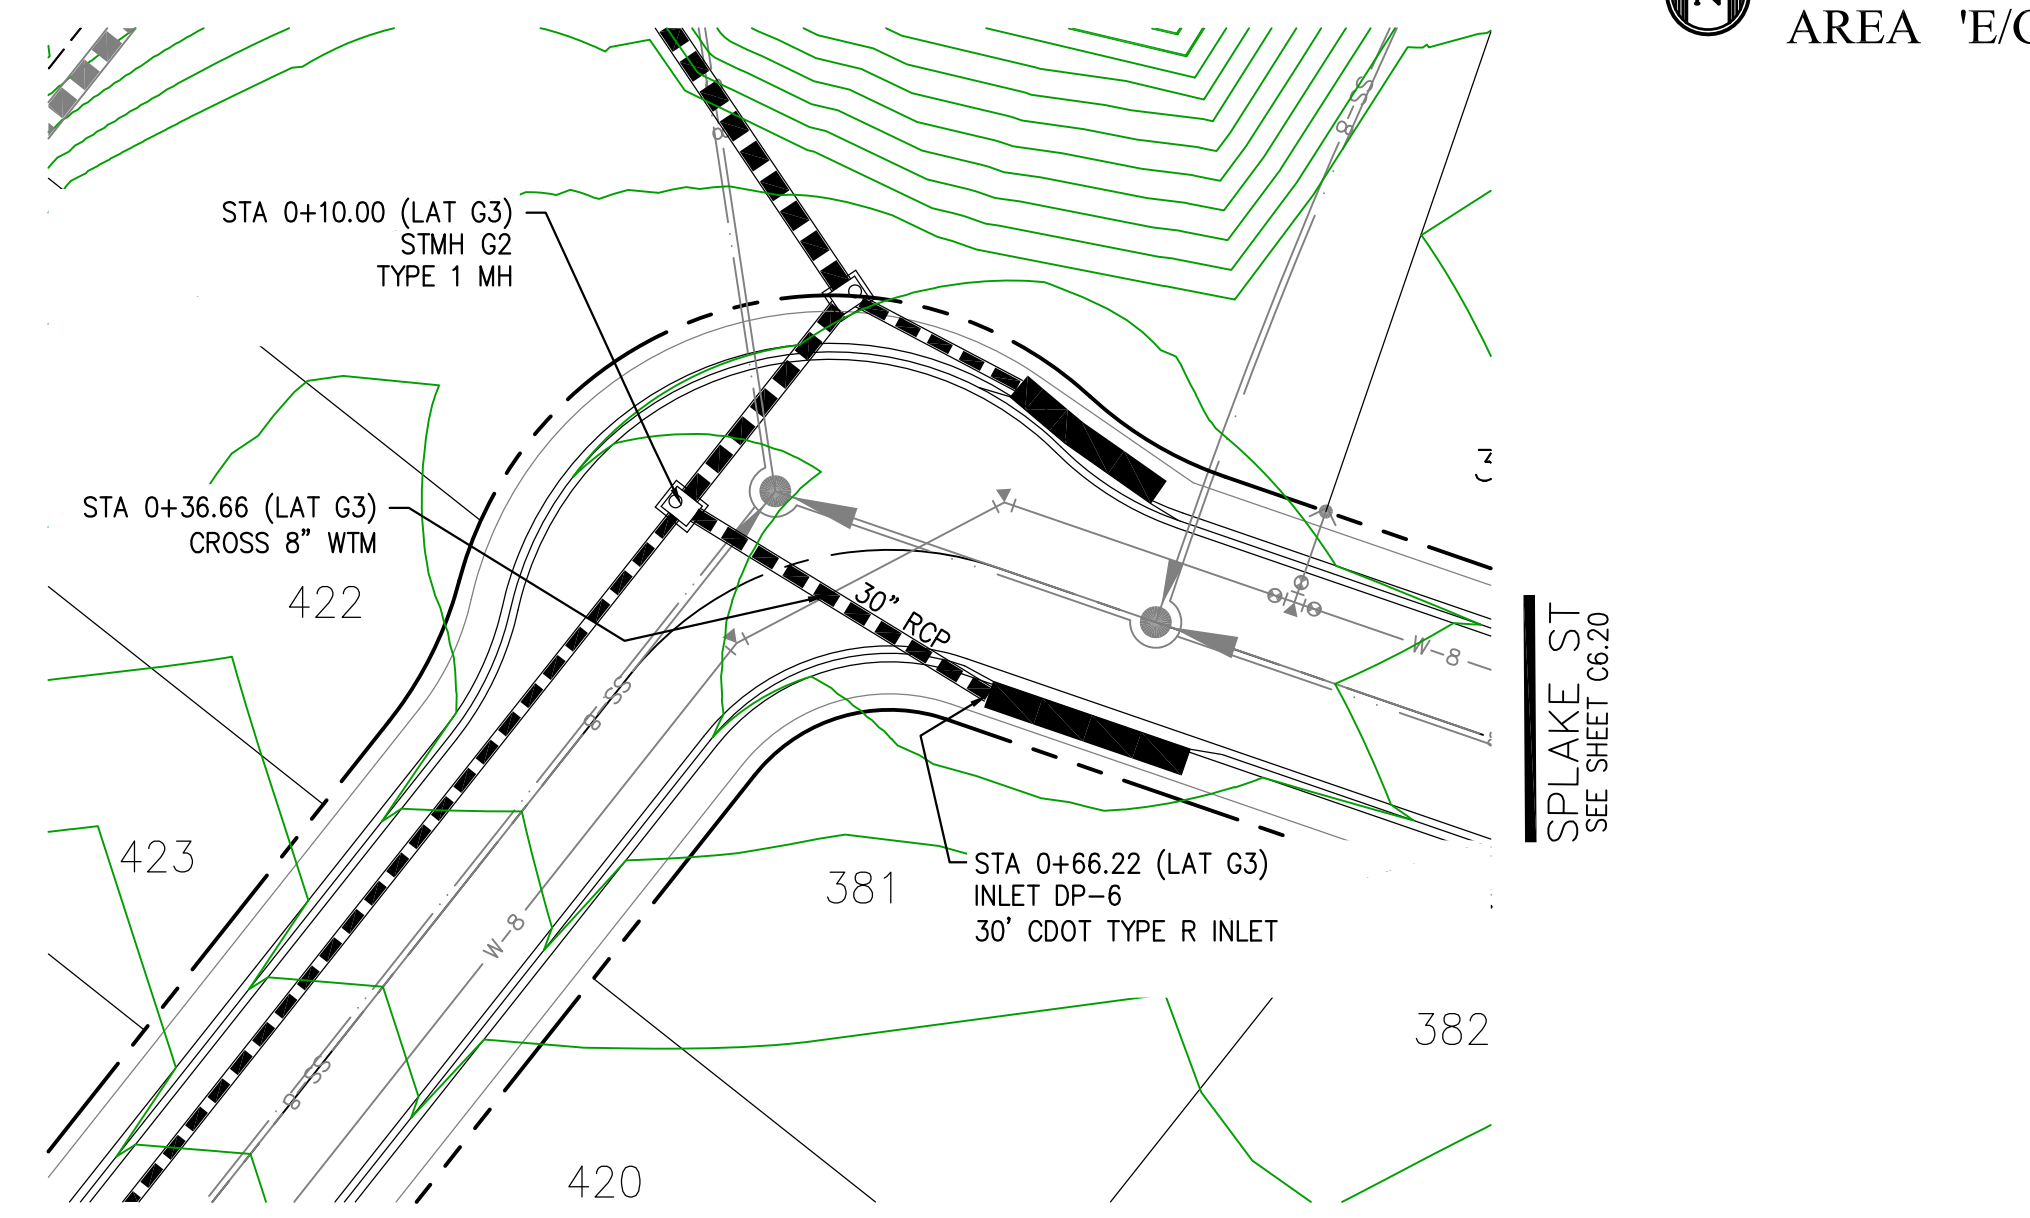 AREA 'E/
8-SS
STA 0+10.00 (LAT G3)
STMH G2
TYPE 1 MH
STA 0+36.66 (LAT G3)
CROSS 8" WTM
422
30" RCP
W-8
SPLAKE ST
SEE SHEET C6.20
8-SS
423
381
STA 0+66.22 (LAT G3)
INLET DP-6
30' CDOT TYPE R INLET
W-8
382
8-SS
420